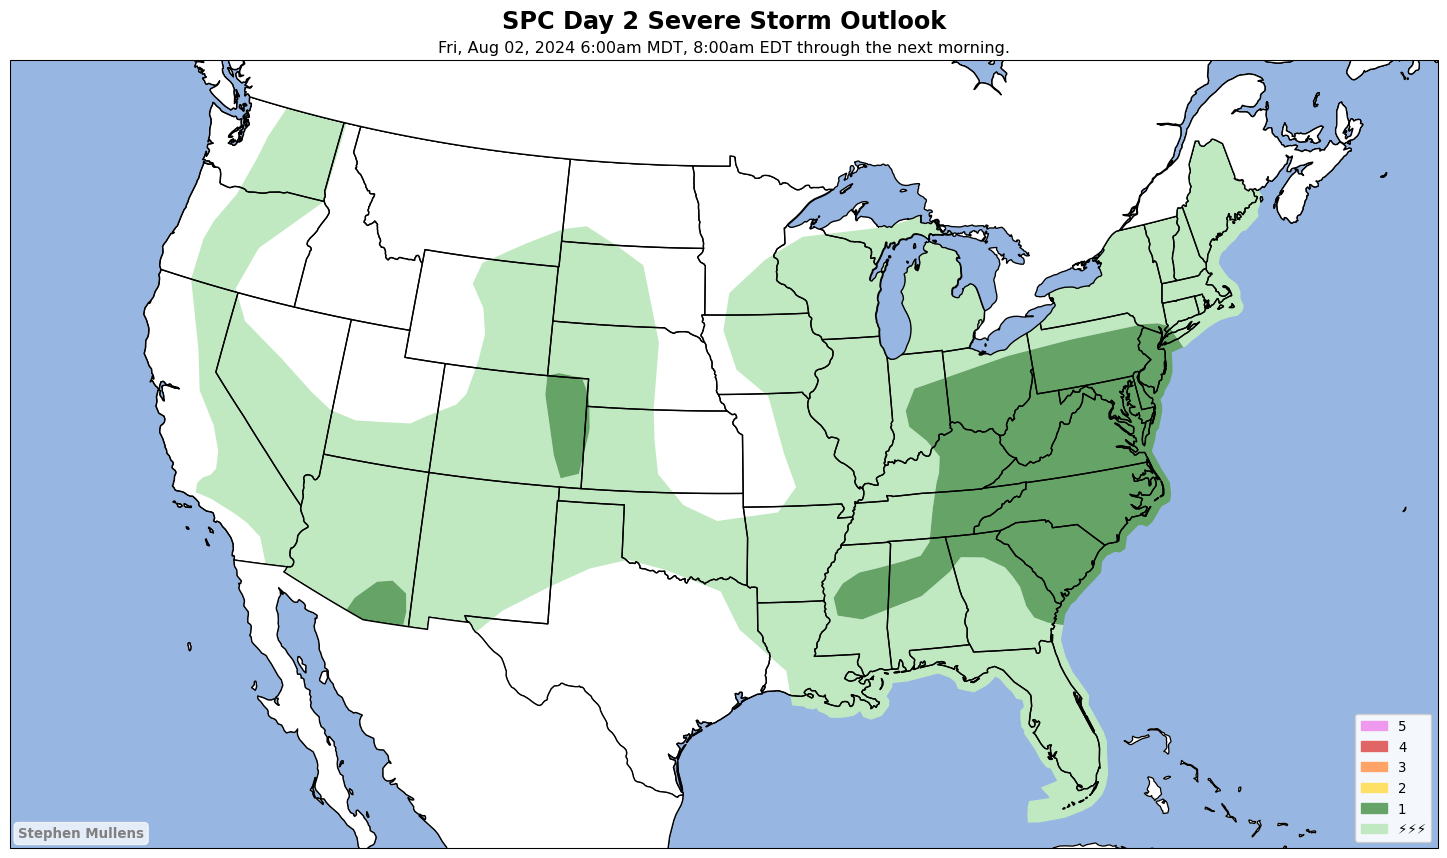 SPC Day 2 Severe Storm Outlook
Fri, Aug 02, 2024 6:00am MDT, 8:00am EDT through the next morning.
5
4
3
2
1
⚡⚡⚡
Stephen Mullens